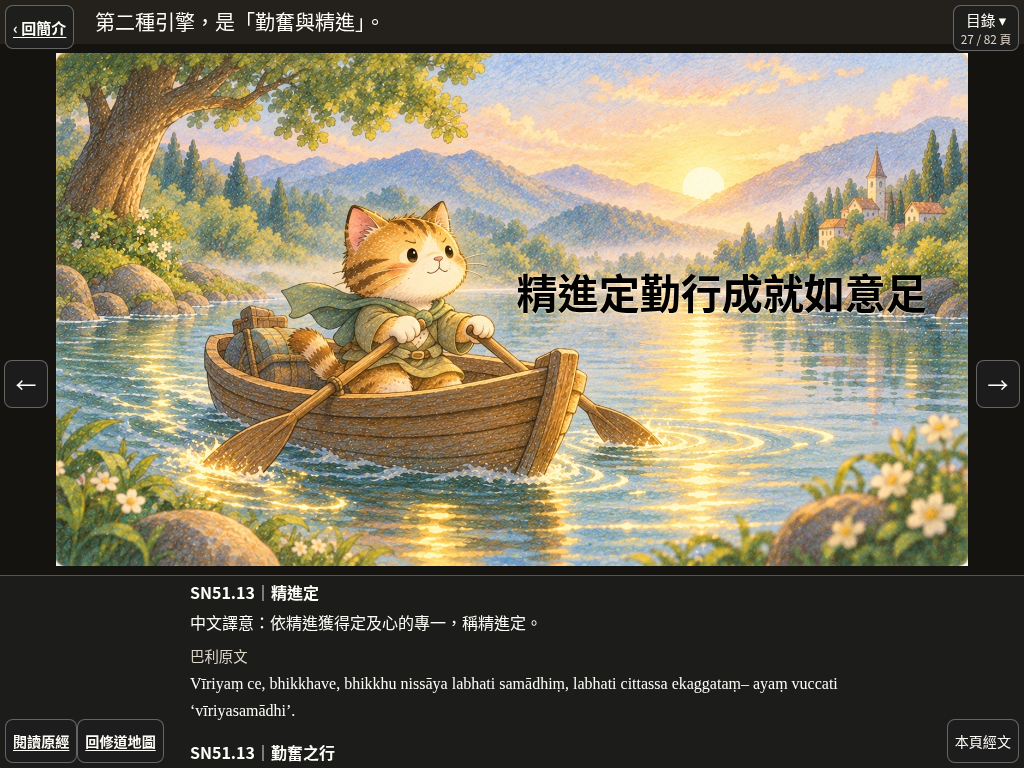 ‹ 回簡介
第二種引擎，是「勤奮與精進」。
目錄 ▾
27 / 82 頁
精進定勤行成就如意足
←
→
SN51.13｜精進定
中文譯意：依精進獲得定及心的專一，稱精進定。
巴利原文
Vīriyaṃ ce, bhikkhave, bhikkhu nissāya labhati samādhiṃ, labhati cittassa ekaggataṃ– ayaṃ vuccati
‘vīriyasamādhi’.
SN51.13｜勤奮之行
閱讀原經
回修道地圖
本頁經文